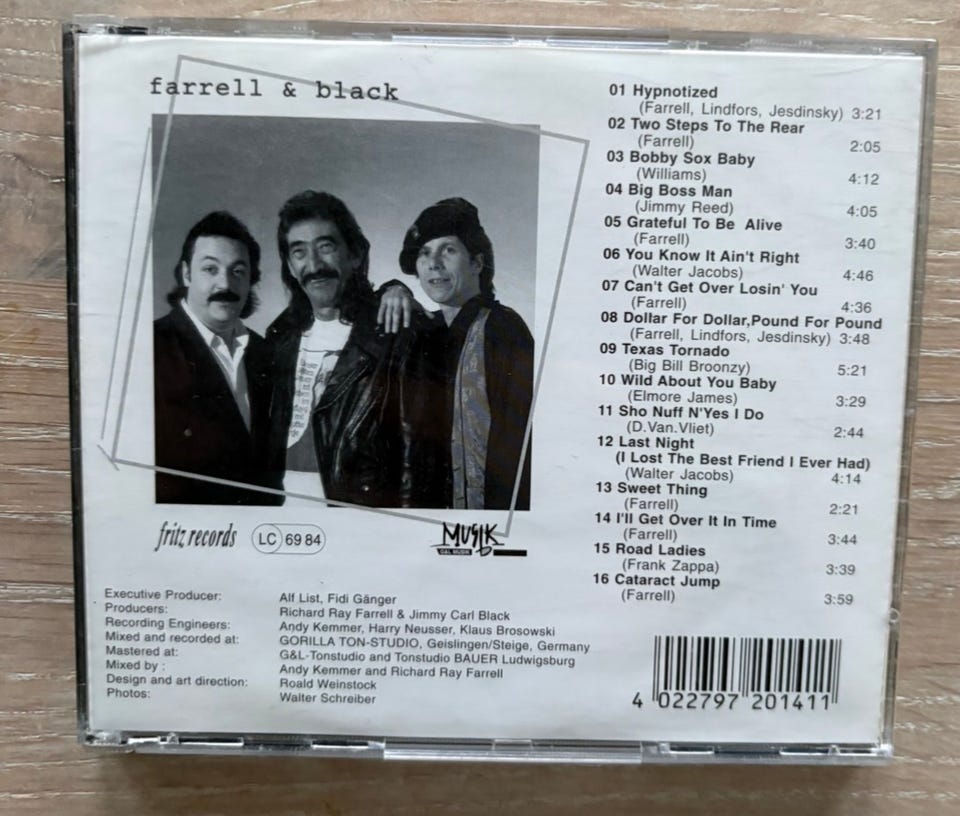 farrell & black
01 Hypnotized
(Farrell, Lindfors, Jesdinsky) 3:21
02 Two Steps To The Rear
(Farrell) 2:05
03 Bobby Sox Baby
(Williams) 4:12
04 Big Boss Man
(Jimmy Reed) 4:05
05 Grateful To Be Alive
(Farrell) 3:40
06 You Know It Ain't Right
(Walter Jacobs) 4:46
07 Can't Get Over Losin' You
(Farrell) 4:36
08 Dollar For Dollar,Pound For Pound
(Farrell, Lindfors, Jesdinsky) 3:48
09 Texas Tornado
(Big Bill Broonzy) 5:21
10 Wild About You Baby
(Elmore James) 3:29
11 Sho Nuff N'Yes I Do
(D.Van.Vliet) 2:44
12 Last Night
(I Lost The Best Friend I Ever Had)
(Walter Jacobs) 4:14
13 Sweet Thing
(Farrell) 2:21
14 I'll Get Over It In Time
(Farrell) 3:44
15 Road Ladies
(Frank Zappa) 3:39
16 Cataract Jump
(Farrell) 3:59
fritz records LC 6984 MUSIK
G&L MUSIK
Executive Producer: Alf List, Fidi Gänger
Producers: Richard Ray Farrell & Jimmy Carl Black
Recording Engineers: Andy Kemmer, Harry Neusser, Klaus Brosowski
Mixed and recorded at: GORILLA TON-STUDIO, Geislingen/Steige, Germany
Mastered at: G&L-Tonstudio and Tonstudio BAUER Ludwigsburg
Mixed by : Andy Kemmer and Richard Ray Farrell
Design and art direction: Roald Weinstock
Photos: Walter Schreiber
4 022797 201411